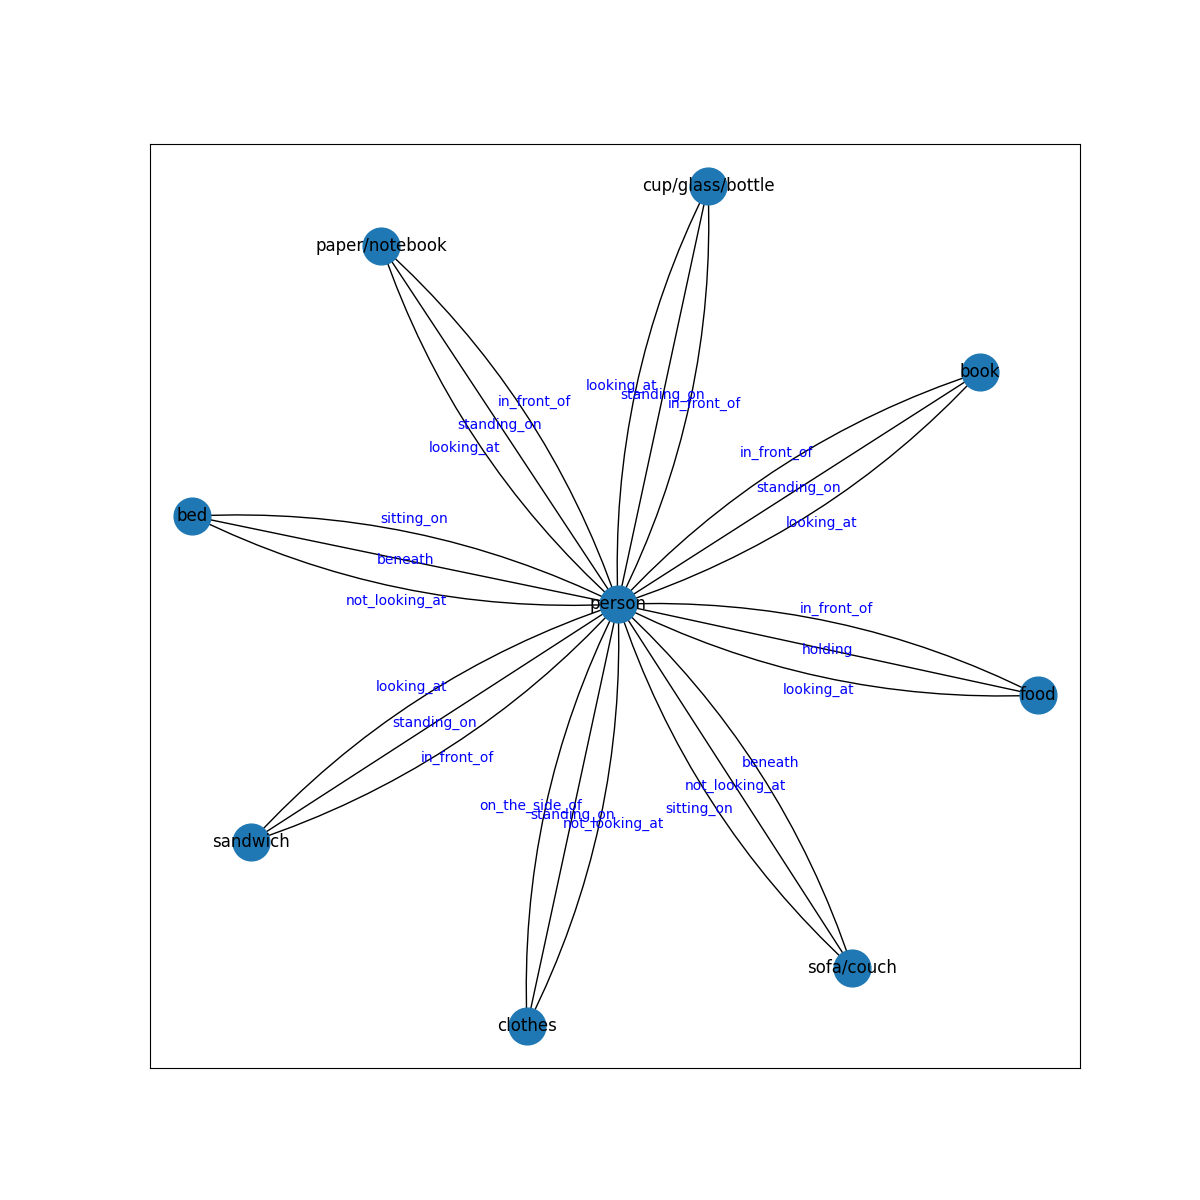 cup/glass/bottle
paper/notebook
book
looking_at
standing_on
in_front_of
in_front_of
standing_on
looking_at
in_front_of
standing_on
looking_at
bed
sitting_on
beneath
not_looking_at
person
in_front_of
holding
looking_at
food
looking_at
standing_on
in_front_of
beneath
not_looking_at
sitting_on
on_the_side_of
standing_on
not_looking_at
sandwich
sofa/couch
clothes